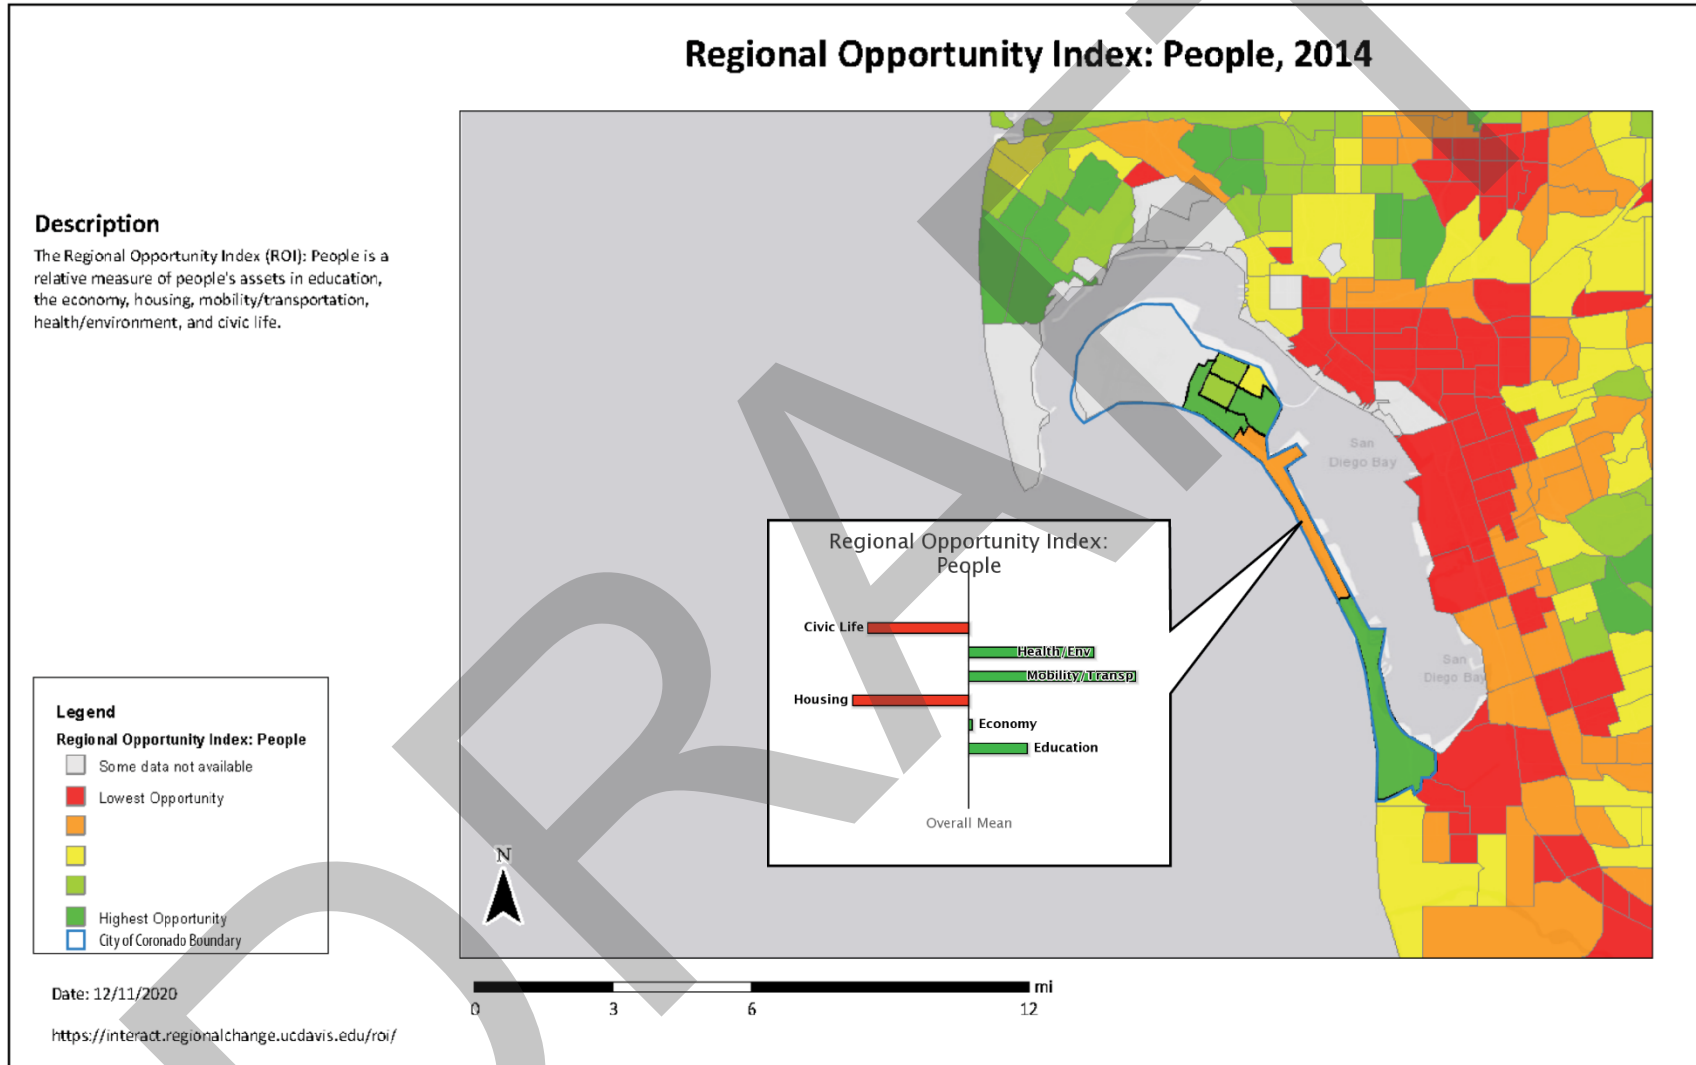 Regional Opportunity Index: People, 2014
Description
The Regional Opportunity Index (ROI): People is a
relative measure of people's assets in education,
the economy, housing, mobility/transportation,
health/environment, and civic life.
San
Diego Bay
Regional Opportunity Index:
People
Civic Life
Health/Env
Mobility/Transp
Housing
Economy
Education
Overall Mean
San
Diego Bay
Legend
Regional Opportunity Index: People
Some data not available
Lowest Opportunity
Highest Opportunity
City of Coronado Boundary
N
Date: 12/11/2020
https://interact.regionalchange.ucdavis.edu/roi/
mi
0 3 6 12
DRAFT